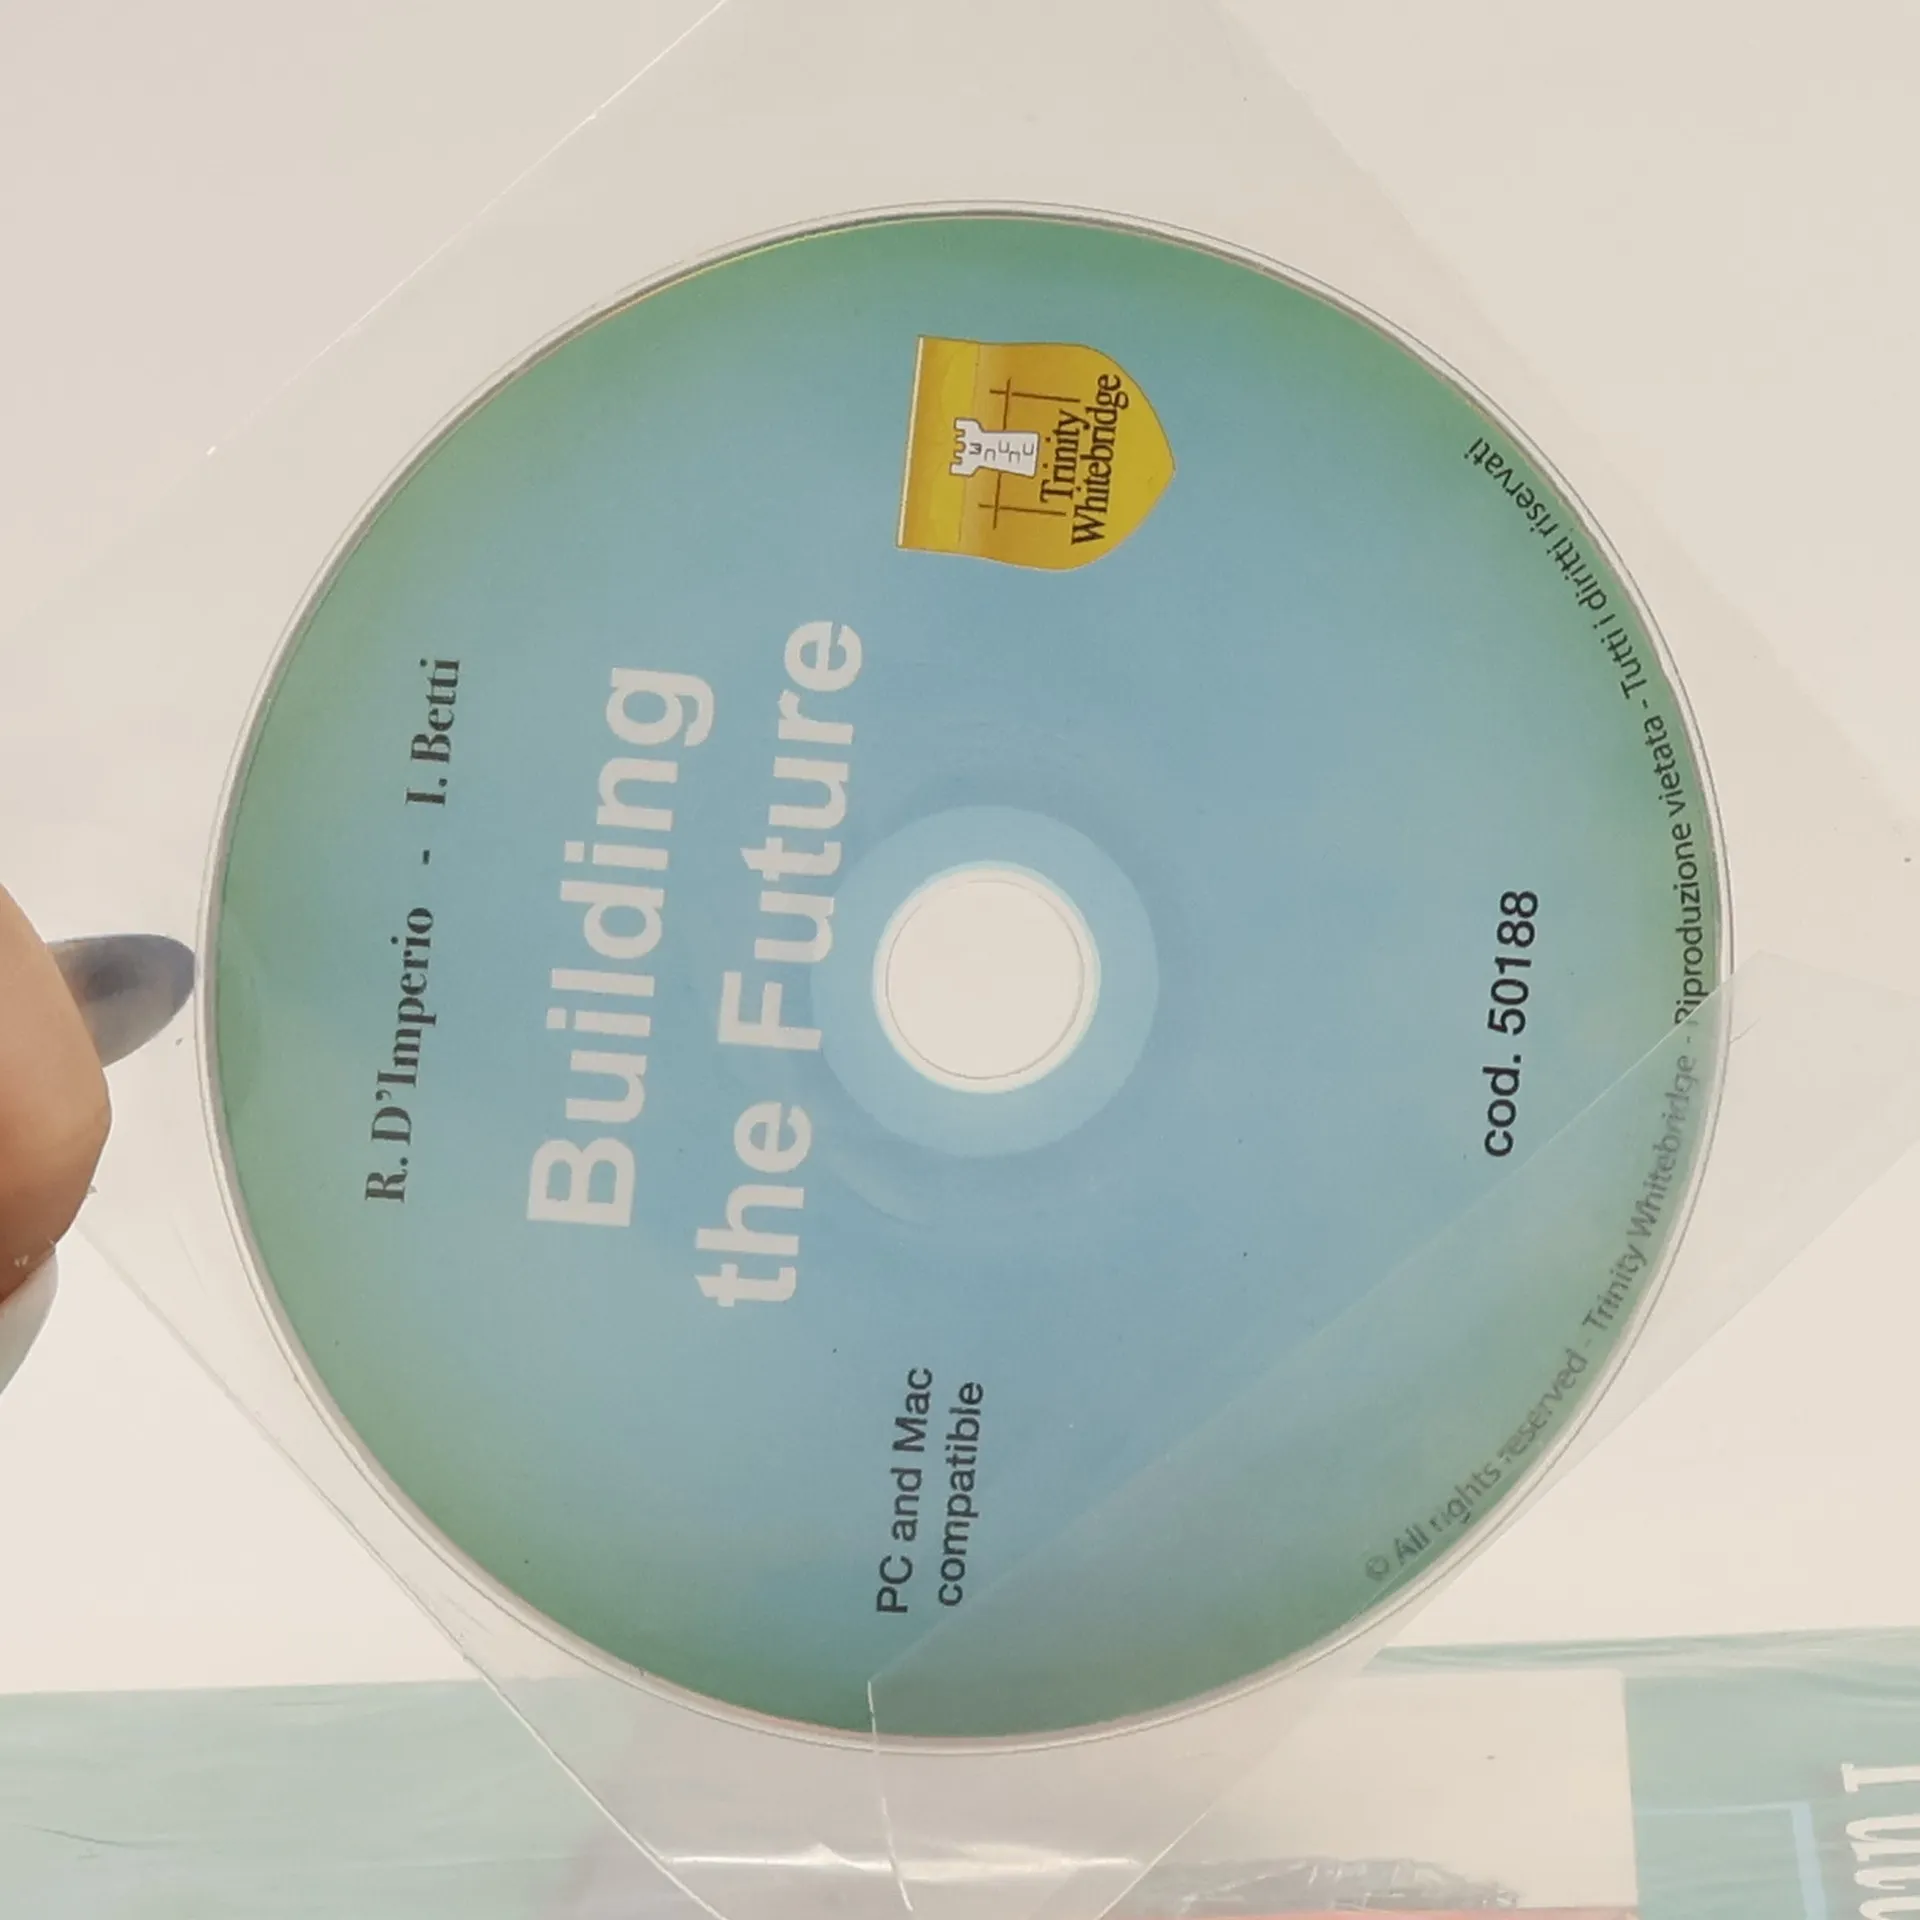 R. D'Imperio - I. Betti
Building
the Future
PC and Mac
compatible
Trinity
Whitebridge
cod. 50188
© All rights reserved - Trinity Whitebridge - Riproduzione vietata - Tutti i diritti riservati